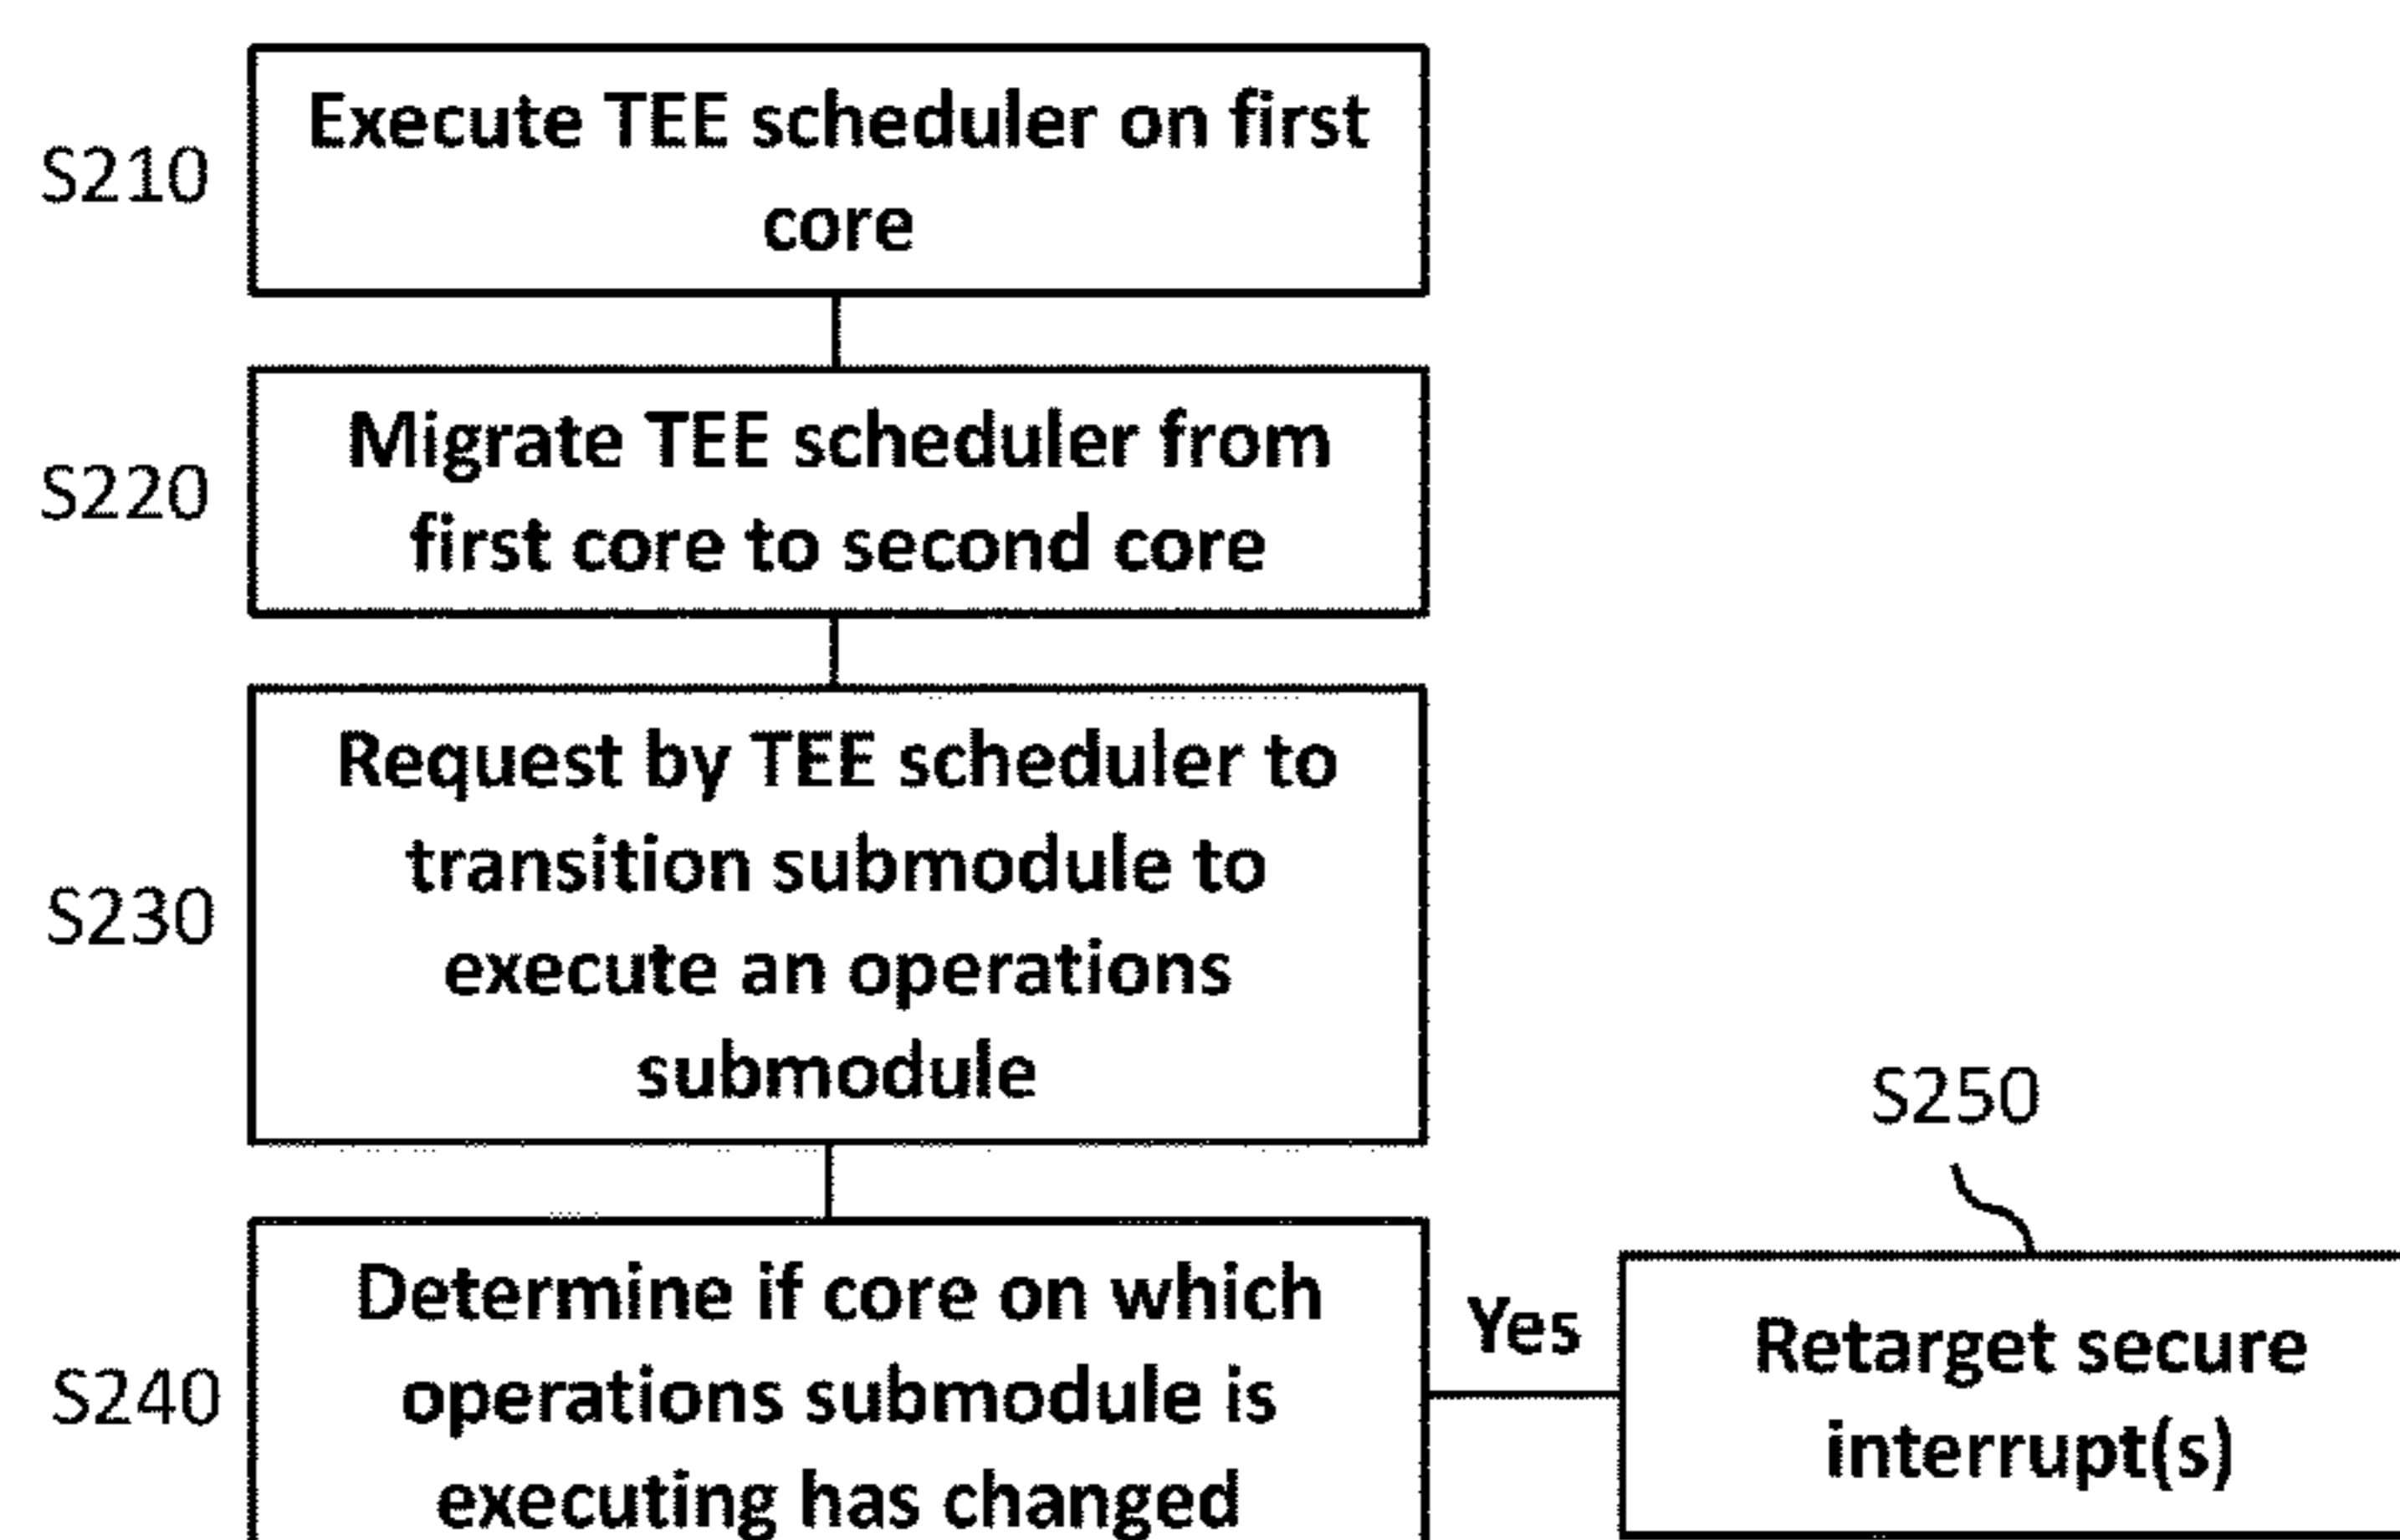 S210
Execute TEE scheduler on first
core
S220
Migrate TEE scheduler from
first core to second core
S230
Request by TEE scheduler to
transition submodule to
execute an operations
submodule
S240
Determine if core on which
operations submodule is
executing has changed
Yes
S250
Retarget secure
interrupt(s)